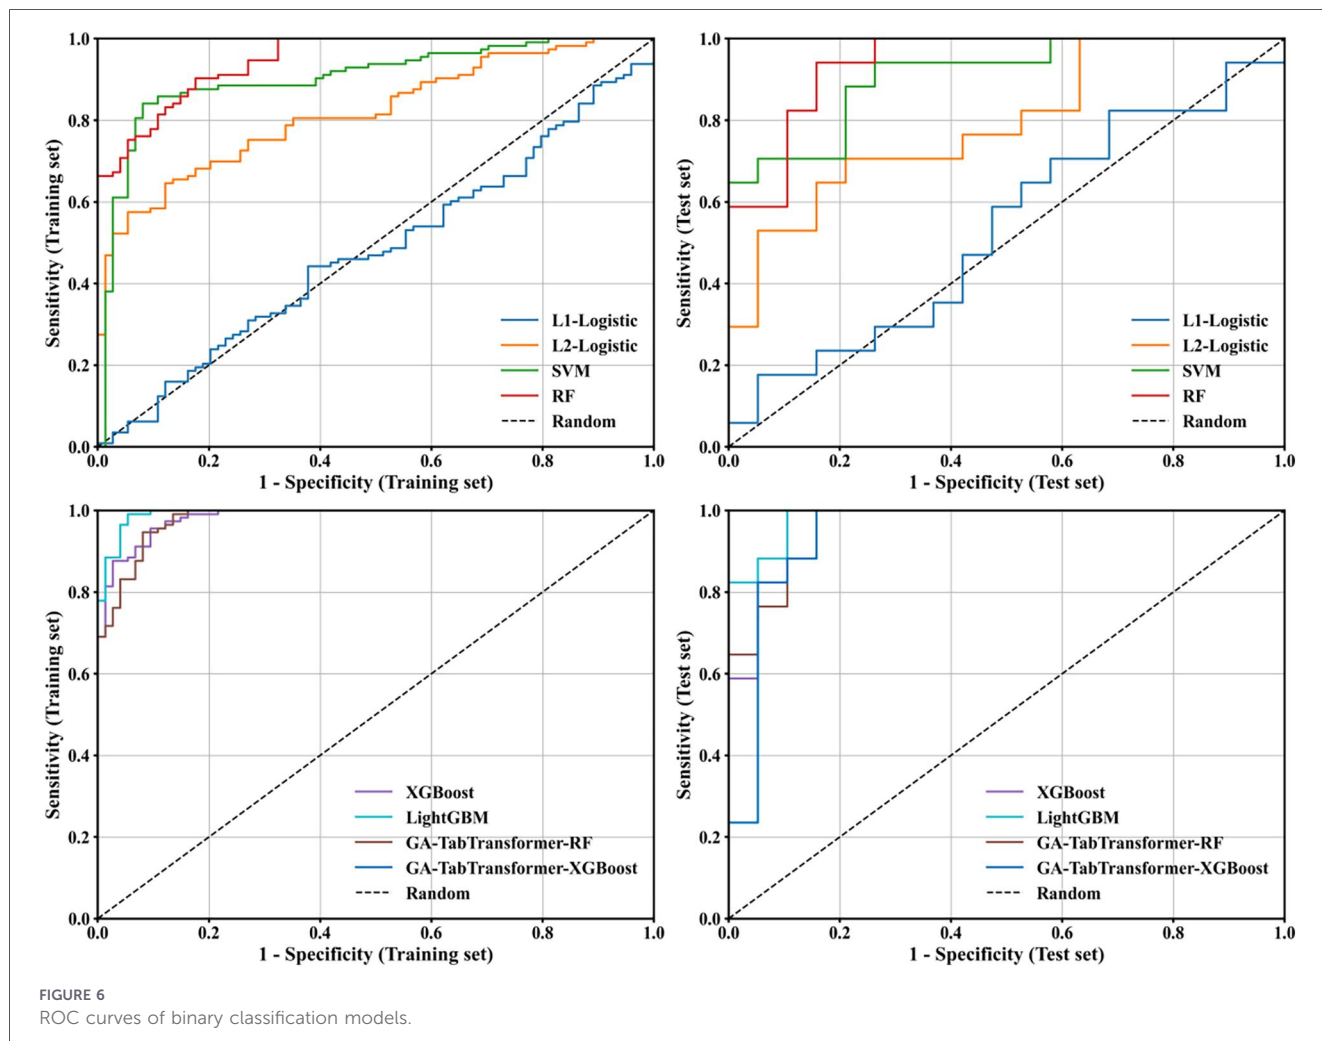 1.0
0.8
0.6
0.4
0.2
0.0
Sensitivity (Training set)
L1-Logistic
L2-Logistic
SVM
RF
Random
0.0 0.2 0.4 0.6 0.8 1.0
1 - Specificity (Training set)
1.0
0.8
0.6
0.4
0.2
0.0
Sensitivity (Test set)
L1-Logistic
L2-Logistic
SVM
RF
Random
0.0 0.2 0.4 0.6 0.8 1.0
1 - Specificity (Test set)
1.0
0.8
0.6
0.4
0.2
0.0
Sensitivity (Training set)
XGBoost
LightGBM
GA-TabTransformer-RF
GA-TabTransformer-XGBoost
Random
0.0 0.2 0.4 0.6 0.8 1.0
1 - Specificity (Training set)
1.0
0.8
0.6
0.4
0.2
0.0
Sensitivity (Test set)
XGBoost
LightGBM
GA-TabTransformer-RF
GA-TabTransformer-XGBoost
Random
0.0 0.2 0.4 0.6 0.8 1.0
1 - Specificity (Test set)
FIGURE 6
ROC curves of binary classification models.